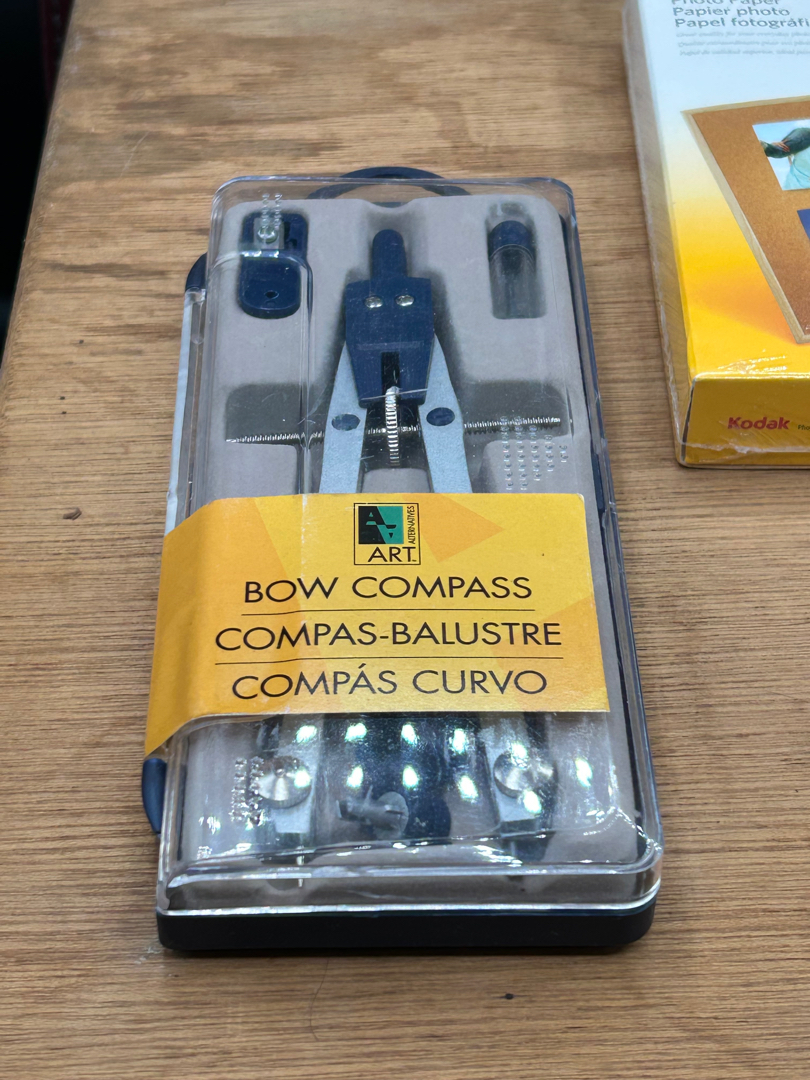 Photo Paper
Papier photo
Papel fotográfi
Kodak
ART
ALTERNATIVES
BOW COMPASS
COMPAS-BALUSTRE
COMPÁS CURVO